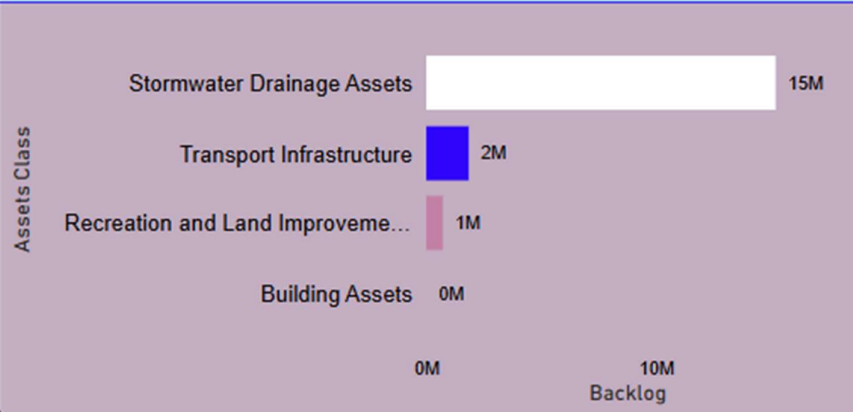 Stormwater Drainage Assets 15M
Transport Infrastructure 2M
Recreation and Land Improveme... 1M
Building Assets 0M
Assets Class
0M 10M
Backlog